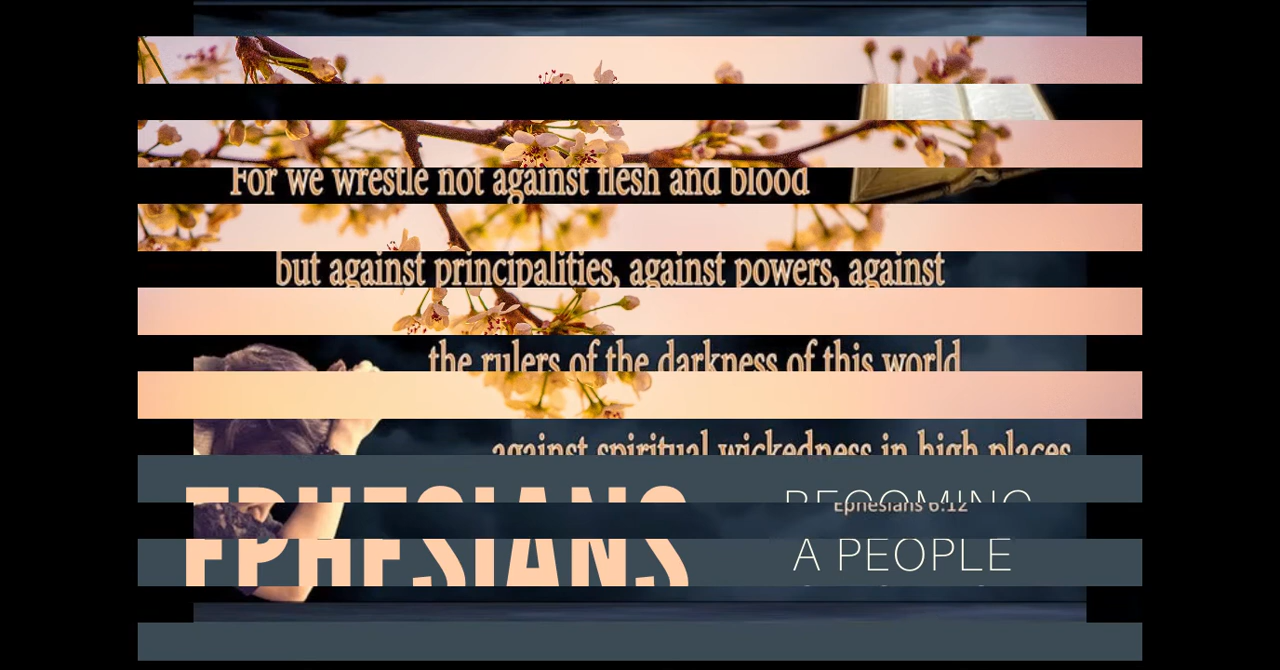 For we wrestle not against flesh and blood
but against principalities, against powers, against
the rulers of the darkness of this world
against spiritual wickedness in high places
EPHESIANS
BECOMING
Ephesians 6:12
A PEOPLE